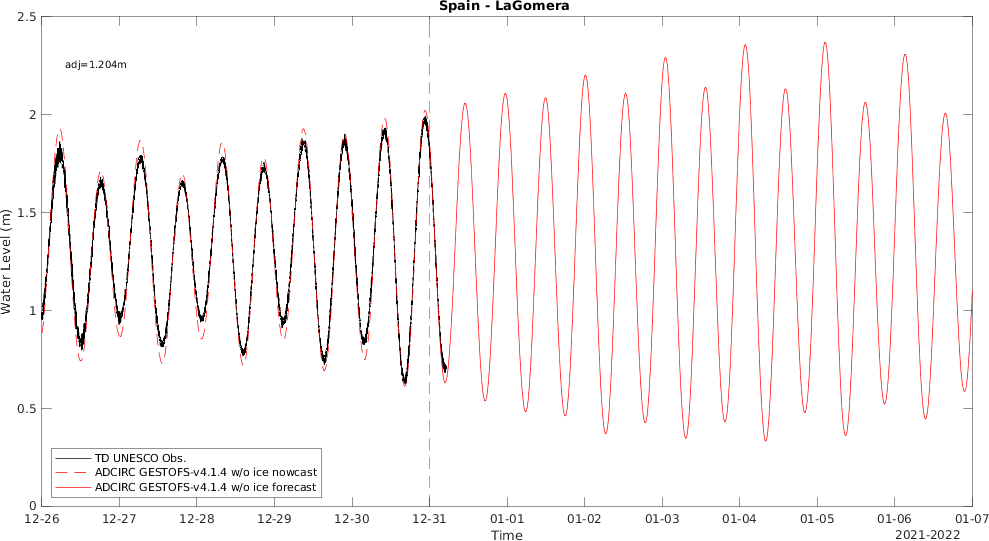 Spain - LaGomera
adj=1.204m
Water Level (m)
2.5
2
1.5
1
0.5
0
TD UNESCO Obs.
ADCIRC GESTOFS-v4.1.4 w/o ice nowcast
ADCIRC GESTOFS-v4.1.4 w/o ice forecast
12-26 12-27 12-28 12-29 12-30 12-31 01-01 01-02 01-03 01-04 01-05 01-06 01-07
Time
2021-2022